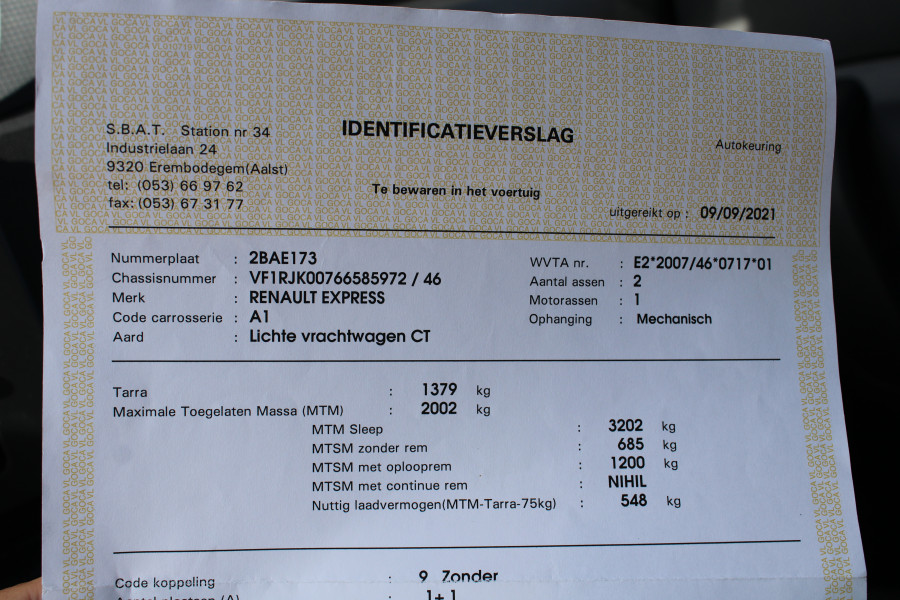 S.B.A.T. Station nr 34
Industrielaan 24
9320 Erembodegem(Aalst)
tel: (053) 66 97 62
fax: (053) 67 31 77
IDENTIFICATIEVERSLAG
Te bewaren in het voertuig
Autokeuring
uitgereikt op : 09/09/2021
Nummerplaat : 2BAE173
Chassisnummer : VF1RJK00766585972 / 46
Merk : RENAULT EXPRESS
Code carrosserie : A1
Aard : Lichte vrachtwagen CT
WVTA nr. : E2*2007/46*0717*01
Aantal assen : 2
Motorassen : 1
Ophanging : Mechanisch
Tarra : 1379 kg
Maximale Toegelaten Massa (MTM) : 2002 kg
MTM Sleep : 3202 kg
MTSM zonder rem : 685 kg
MTSM met oplooprem : 1200 kg
MTSM met continue rem : NIHIL
Nuttig laadvermogen(MTM-Tarra-75kg) : 548 kg
Code koppeling : 9 Zonder
Aantal plaatsen (A) : 1+1